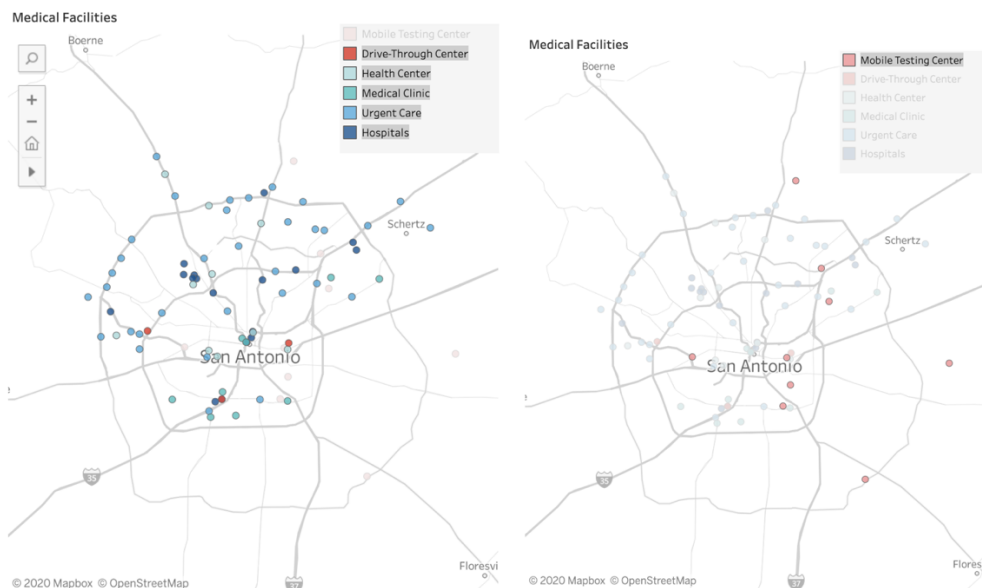 Medical Facilities
Boerne
Mobile Testing Center
Drive-Through Center
Health Center
Medical Clinic
Urgent Care
Hospitals
Schertz
San Antonio
35
37
Floresvi
© 2020 Mapbox © OpenStreetMap
Medical Facilities
Boerne
Mobile Testing Center
Drive-Through Center
Health Center
Medical Clinic
Urgent Care
Hospitals
Schertz
San Antonio
35
37
Flores
© 2020 Mapbox © OpenStreetMap